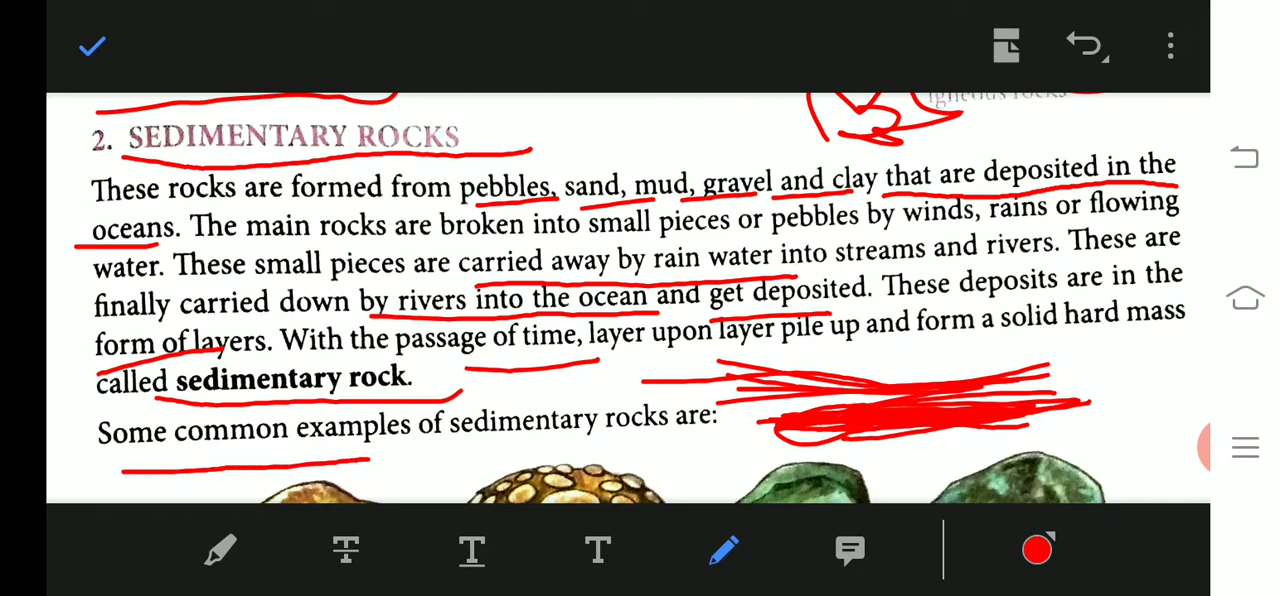 igneous rocks
2. SEDIMENTARY ROCKS
These rocks are formed from pebbles, sand, mud, gravel and clay that are deposited in the
oceans. The main rocks are broken into small pieces or pebbles by winds, rains or flowing
water. These small pieces are carried away by rain water into streams and rivers. These are
finally carried down by rivers into the ocean and get deposited. These deposits are in the
form of layers. With the passage of time, layer upon layer pile up and form a solid hard mass
called sedimentary rock.
Some common examples of sedimentary rocks are: